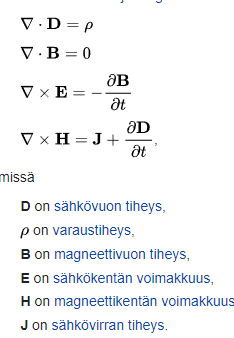 ∇ · D = ρ
∇ · B = 0
∇ × E = −∂B/∂t
∇ × H = J + ∂D/∂t,
missä
D on sähkövuon tiheys,
ρ on varaustiheys,
B on magneettivuon tiheys,
E on sähkökentän voimakkuus,
H on magneettikentän voimakkuus
J on sähkövirran tiheys.